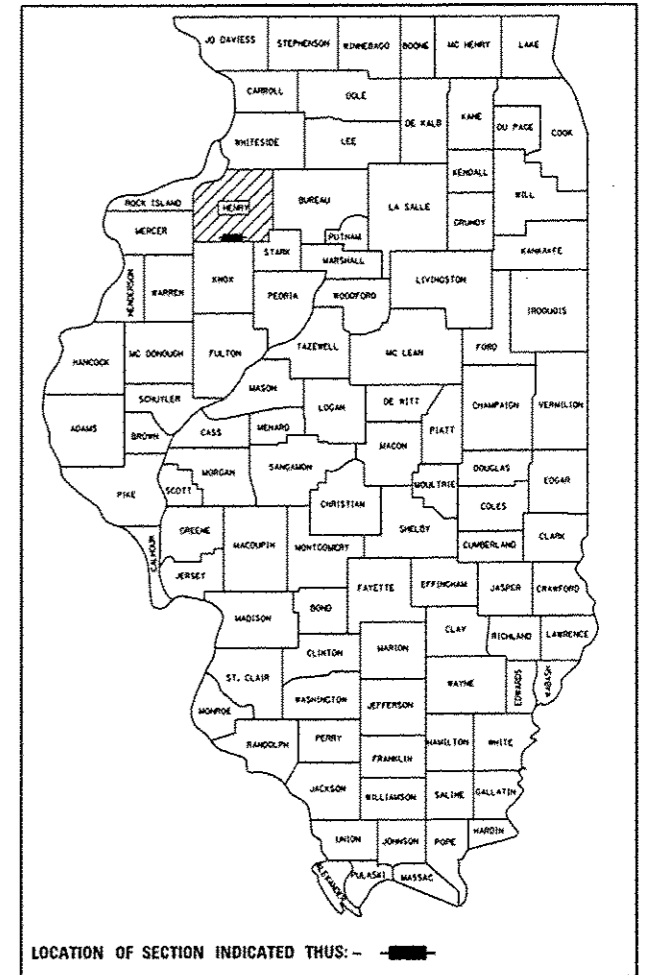 JO DAVIESS STEPHENSON WINNEBAGO BOONE MC HENRY LAKE
CARROLL OGLE DE KALB KANE DU PAGE COOK
WHITESIDE LEE
KENDALL WILL
ROCK ISLAND HENRY BUREAU LA SALLE GRUNDY
MERCER PUTNAM
STARK MARSHALL KANKAKEE
HENDERSON WARREN KNOX PEORIA WOODFORD LIVINGSTON IROQUOIS
HANCOCK MC DONOUGH FULTON TAZEWELL MC LEAN FORD
MASON
SCHUYLER LOGAN DE WITT CHAMPAIGN VERMILION
ADAMS BROWN CASS MENARD MACON PIATT
MORGAN SANGAMON DOUGLAS EDGAR
PIKE SCOTT MOULTRIE
CHRISTIAN COLES
GREENE SHELBY
CALHOUN MACOUPIN MONTGOMERY CUMBERLAND CLARK
JERSEY FAYETTE EFFINGHAM JASPER CRAWFORD
MADISON BOND
CLAY RICHLAND LAWRENCE
CLINTON MARION
ST. CLAIR WAYNE EDWARDS WABASH
WASHINGTON JEFFERSON
MONROE
RANDOLPH PERRY HAMILTON WHITE
FRANKLIN
JACKSON WILLIAMSON SALINE GALLATIN
UNION JOHNSON POPE HARDIN
ALEXANDER PULASKI MASSAC
LOCATION OF SECTION INDICATED THUS: –